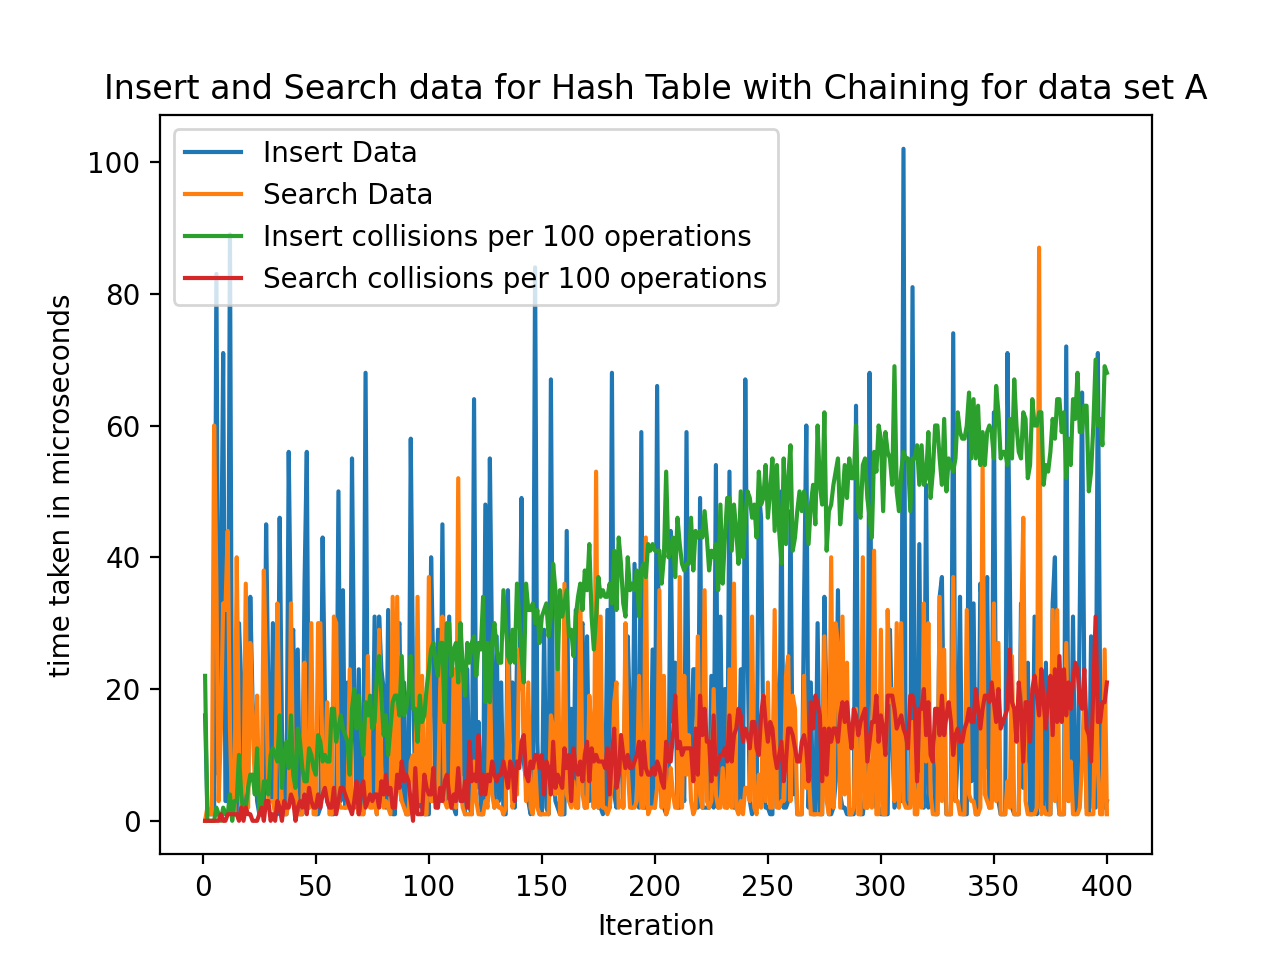 Insert and Search data for Hash Table with Chaining for data set A
Insert Data
Search Data
Insert collisions per 100 operations
Search collisions per 100 operations
time taken in microseconds
100
80
60
40
20
0
0 50 100 150 200 250 300 350 400
Iteration